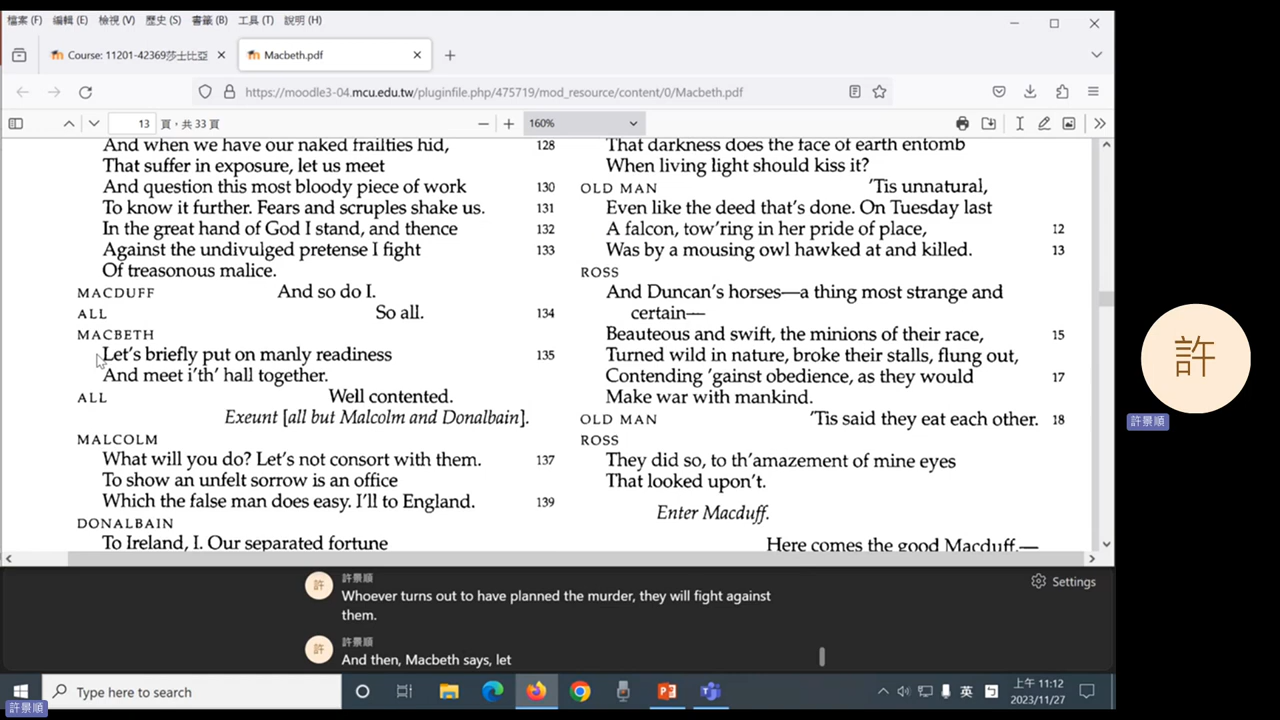 檔案 (F) 編輯 (E) 檢視 (V) 歷史 (S) 書籤 (B) 工具 (T) 說明 (H)
Course: 11201-42369莎士比亞
Macbeth.pdf
https://moodle3-04.mcu.edu.tw/pluginfile.php/475719/mod_resource/content/0/Macbeth.pdf
13 頁，共 33 頁
160%
And when we have our naked frailties hid, 128
That suffer in exposure, let us meet
And question this most bloody piece of work 130
To know it further. Fears and scruples shake us. 131
In the great hand of God I stand, and thence 132
Against the undivulged pretense I fight 133
Of treasonous malice.
MACDUFF And so do I.
ALL So all. 134
MACBETH
Let's briefly put on manly readiness 135
And meet i'th' hall together.
ALL Well contented.
Exeunt [all but Malcolm and Donalbain].
MALCOLM
What will you do? Let's not consort with them. 137
To show an unfelt sorrow is an office
Which the false man does easy. I'll to England. 139
DONALBAIN
To Ireland, I. Our separated fortune
That darkness does the face of earth entomb
When living light should kiss it?
OLD MAN 'Tis unnatural,
Even like the deed that's done. On Tuesday last
A falcon, tow'ring in her pride of place, 12
Was by a mousing owl hawked at and killed. 13
ROSS
And Duncan's horses—a thing most strange and
certain—
Beauteous and swift, the minions of their race, 15
Turned wild in nature, broke their stalls, flung out,
Contending 'gainst obedience, as they would 17
Make war with mankind.
OLD MAN 'Tis said they eat each other. 18
ROSS
They did so, to th'amazement of mine eyes
That looked upon't.
Enter Macduff.
Here comes the good Macduff.—
許
許景順
許
許景順
Whoever turns out to have planned the murder, they will fight against
them.
許
許景順
And then, Macbeth says, let
Settings
Type here to search
英
上午 11:12
2023/11/27
許景順